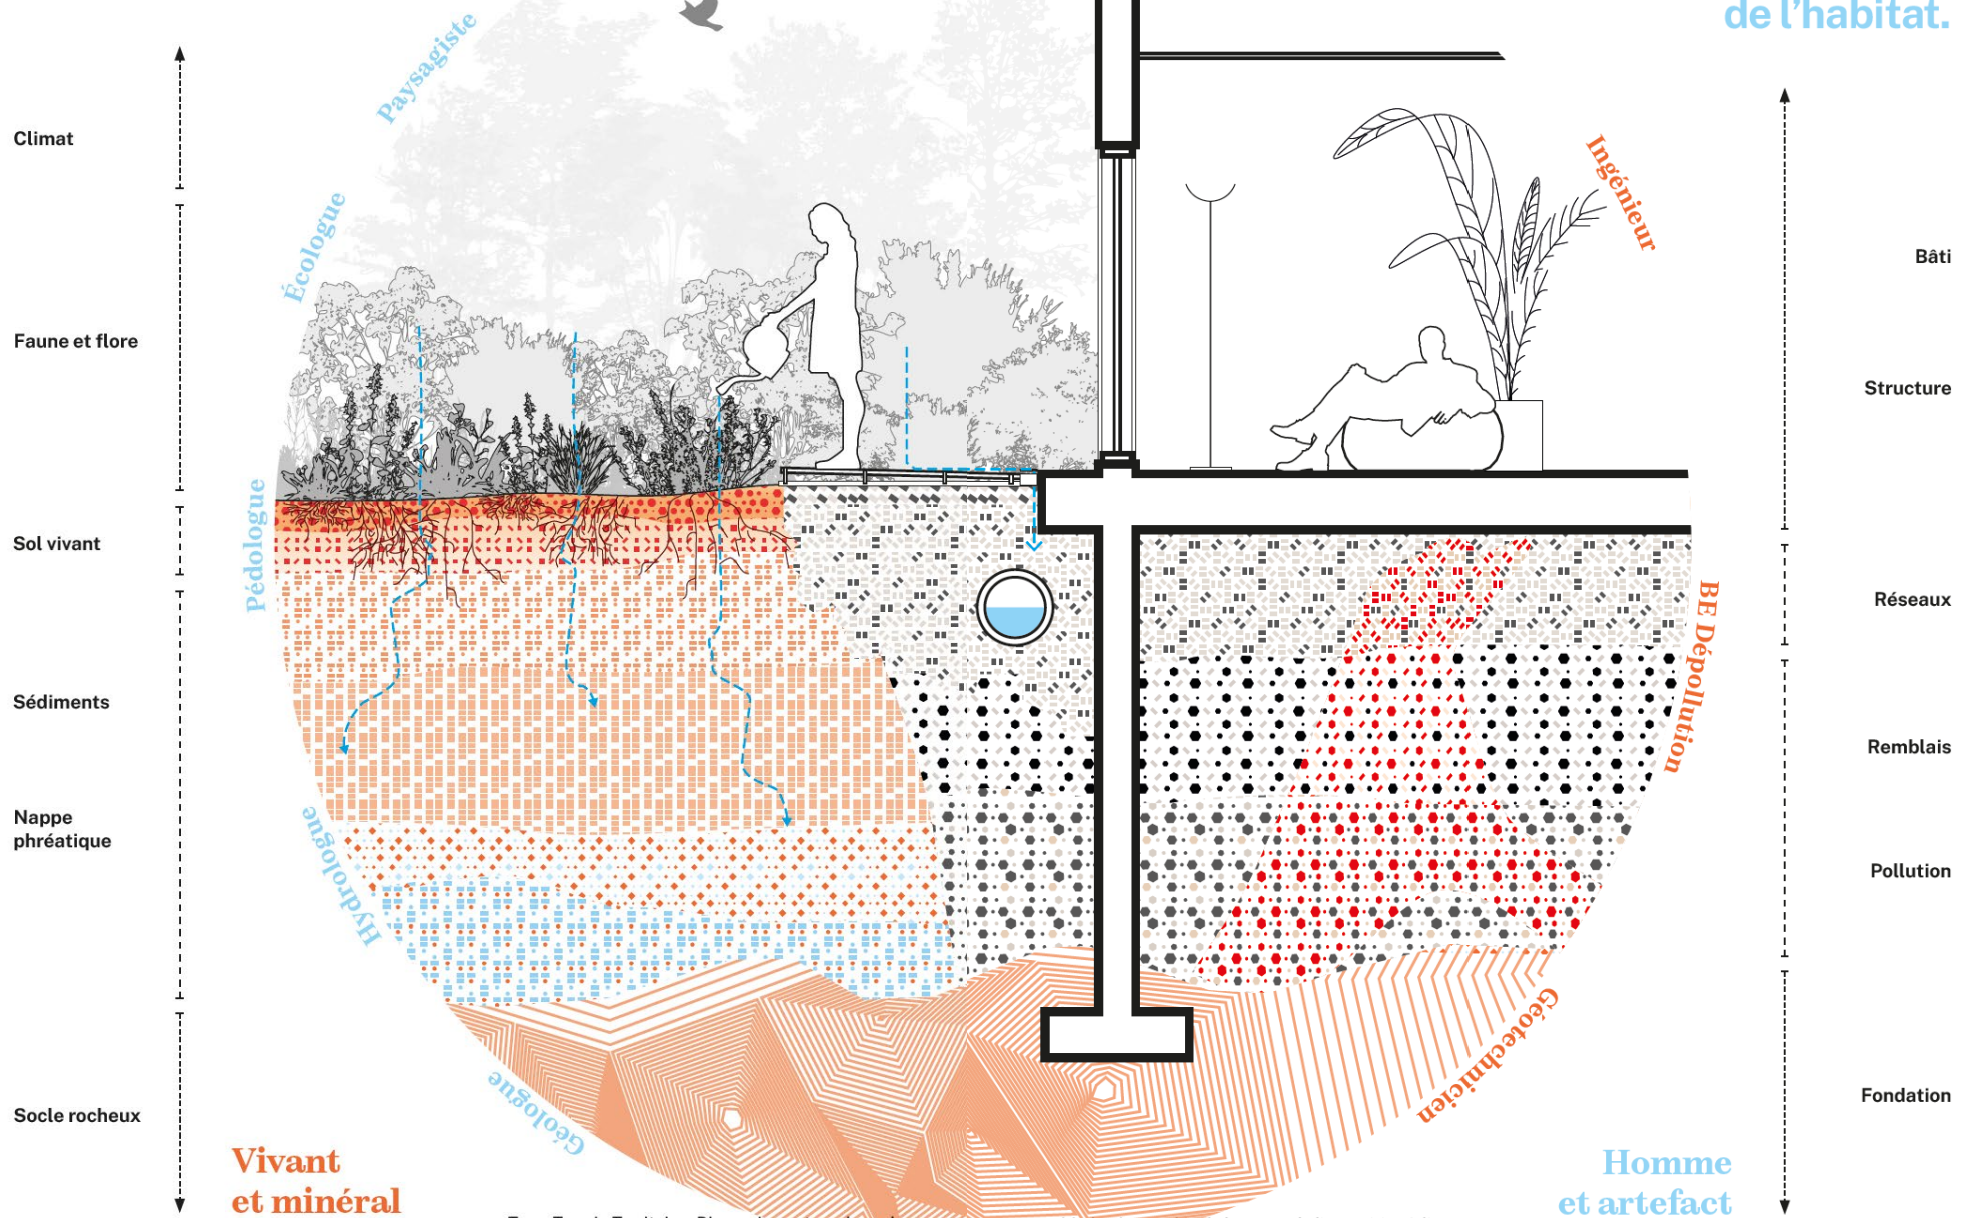 de l'habitat.
Paysagiste
Climat
Ingénieur
Écologue
Bâti
Faune et flore
Structure
Pédologue
Sol vivant
Réseaux
BE Dépollution
Sédiments
Remblais
Nappe
phréatique
Hydrologue
Pollution
Géotechnicien
Géologue
Socle rocheux
Fondation
Vivant
et minéral
Homme
et artefact